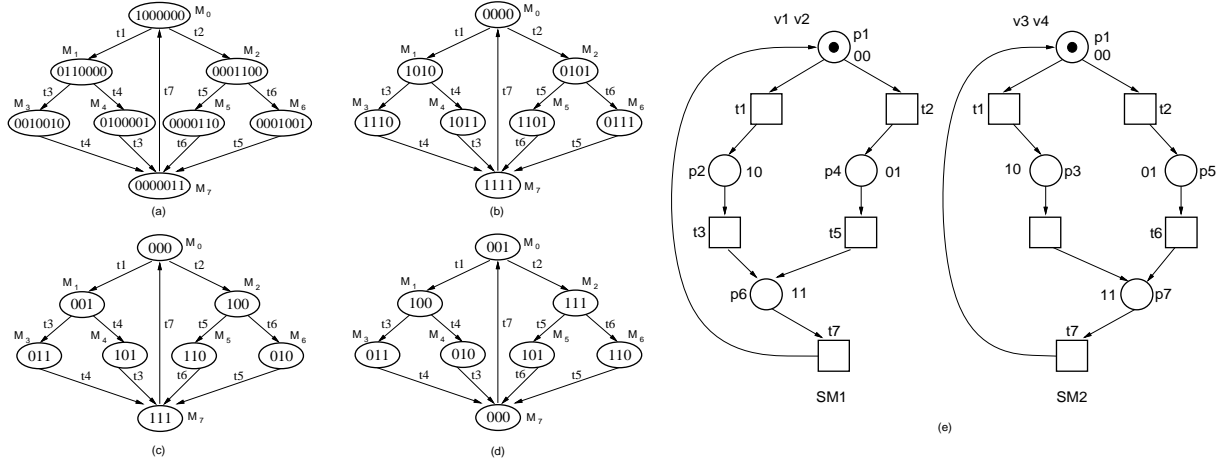 1000000 M0
t1 t2
M1 M2
0110000 0001100
t3 t4 t7 t5 t6
M3 M4 M5 M6
0010010 0100001 0000110 0001001
t4 t3 t6 t5
0000011 M7
(a)
0000 M0
t1 t2
M1 M2
1010 0101
t3 t4 t7 t5 t6
M3 M4 M5 M6
1110 1011 1101 0111
t4 t3 t6 t5
1111 M7
(b)
000 M0
t1 t2
M1 M2
001 100
t3 t4 t7 t5 t6
M3 M4 M5 M6
011 101 110 010
t4 t3 t6 t5
111 M7
(c)
001 M0
t1 t2
M1 M2
100 111
t3 t4 t7 t5 t6
M3 M4 M5 M6
011 010 101 110
t4 t3 t6 t5
000 M7
(d)
v1 v2
p1
00
t1 t2
p2 10 p4 01
t3 t5
p6 11
t7
SM1
v3 v4
p1
00
t1 t2
10 p3 01 p5
t6
11 p7
t7
SM2
(e)